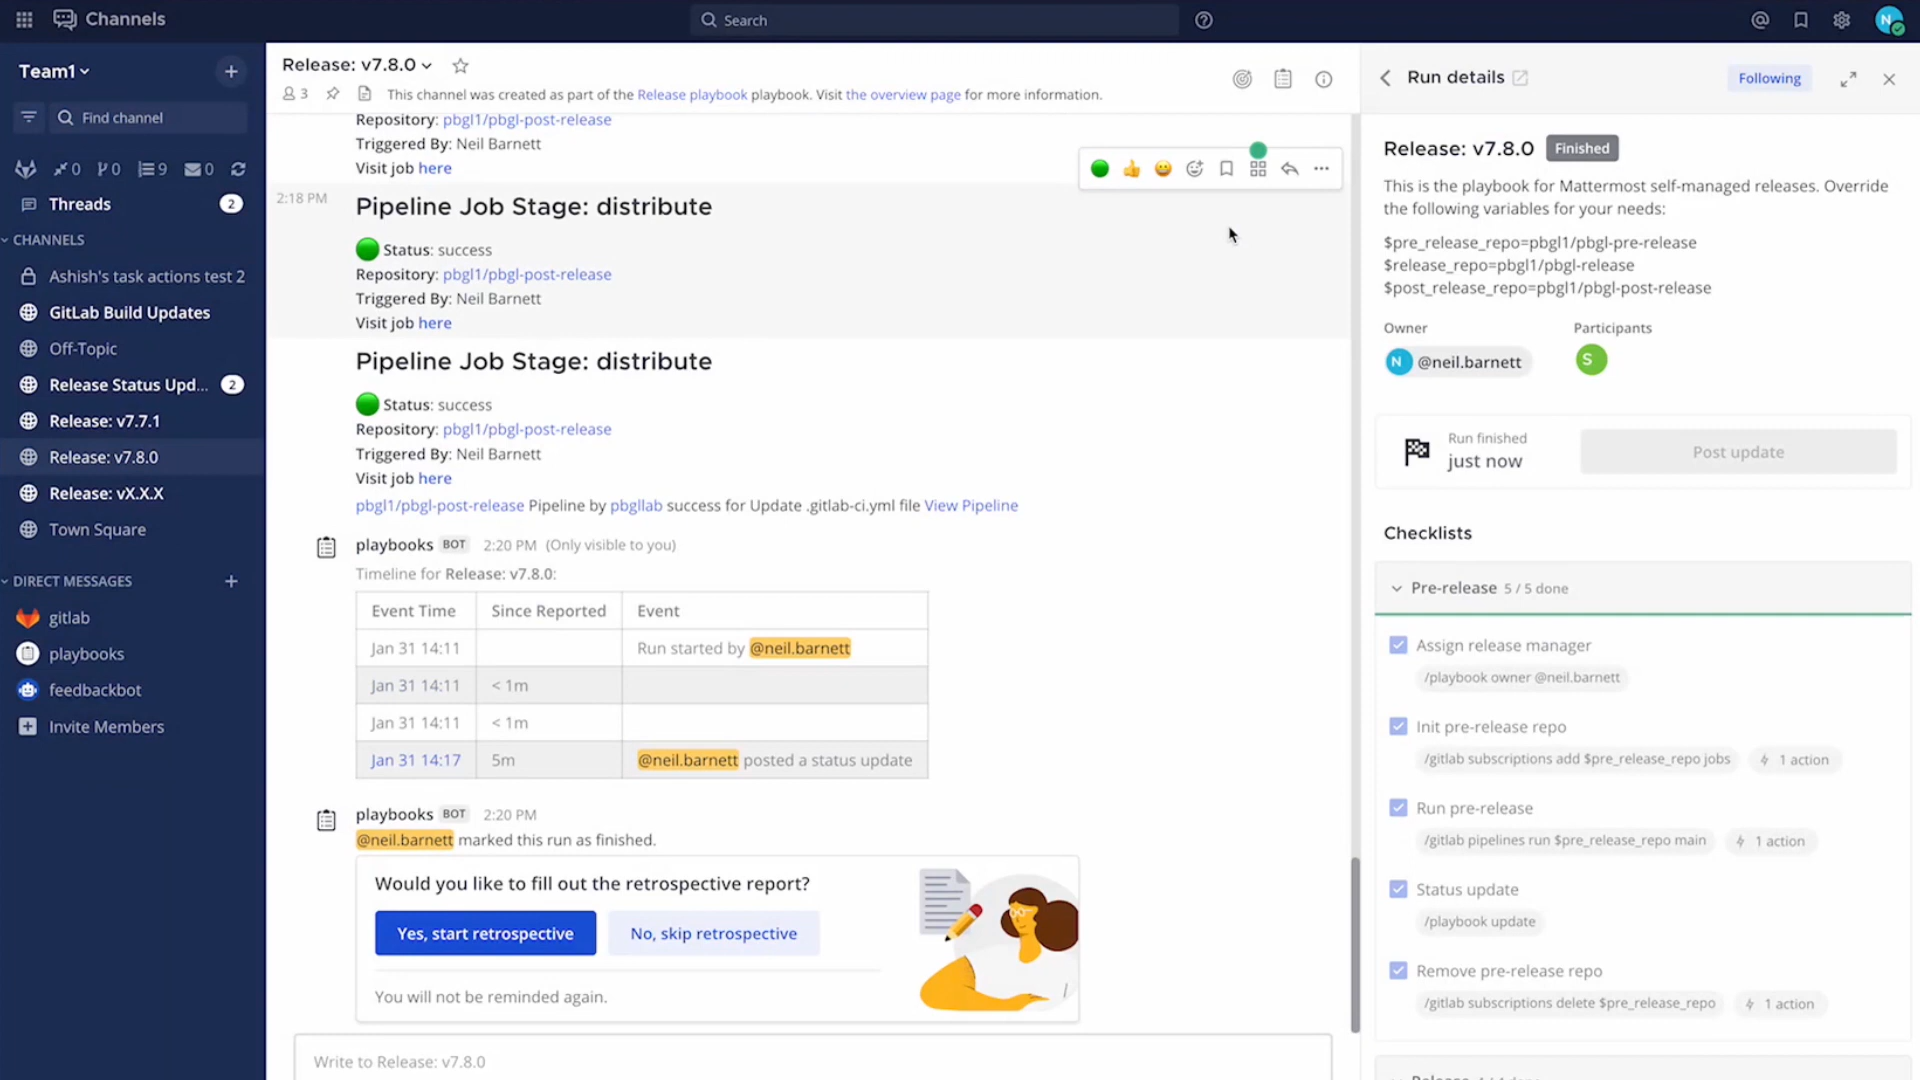 Channels
Search
N
Team1
Find channel
0
0
9
0
Threads
2
CHANNELS
Ashish's task actions test 2
GitLab Build Updates
Off-Topic
Release Status Upd...
2
Release: v7.7.1
Release: v7.8.0
Release: vX.X.X
Town Square
DIRECT MESSAGES
gitlab
playbooks
feedbackbot
Invite Members
Release: v7.8.0
3
This channel was created as part of the Release playbook playbook. Visit the overview page for more information.
Repository: pbgl1/pbgl-post-release
Triggered By: Neil Barnett
Visit job here
2:18 PM
Pipeline Job Stage: distribute
Status: success
Repository: pbgl1/pbgl-post-release
Triggered By: Neil Barnett
Visit job here
Pipeline Job Stage: distribute
Status: success
Repository: pbgl1/pbgl-post-release
Triggered By: Neil Barnett
Visit job here
pbgl1/pbgl-post-release Pipeline by pbgllab success for Update .gitlab-ci.yml file View Pipeline
playbooks BOT 2:20 PM (Only visible to you)
Timeline for Release: v7.8.0:
Event Time Since Reported Event
Jan 31 14:11 Run started by @neil.barnett
Jan 31 14:11 < 1m
Jan 31 14:11 < 1m
Jan 31 14:17 5m @neil.barnett posted a status update
playbooks BOT 2:20 PM
@neil.barnett marked this run as finished.
Would you like to fill out the retrospective report?
Yes, start retrospective
No, skip retrospective
You will not be reminded again.
Write to Release: v7.8.0
Run details
Following
Release: v7.8.0 Finished
This is the playbook for Mattermost self-managed releases. Override
the following variables for your needs:
$pre_release_repo=pbgl1/pbgl-pre-release
$release_repo=pbgl1/pbgl-release
$post_release_repo=pbgl1/pbgl-post-release
Owner
Participants
N @neil.barnett
S
Run finished
just now
Post update
Checklists
Pre-release 5 / 5 done
Assign release manager
/playbook owner @neil.barnett
Init pre-release repo
/gitlab subscriptions add $pre_release_repo jobs
1 action
Run pre-release
/gitlab pipelines run $pre_release_repo main
1 action
Status update
/playbook update
Remove pre-release repo
/gitlab subscriptions delete $pre_release_repo
1 action